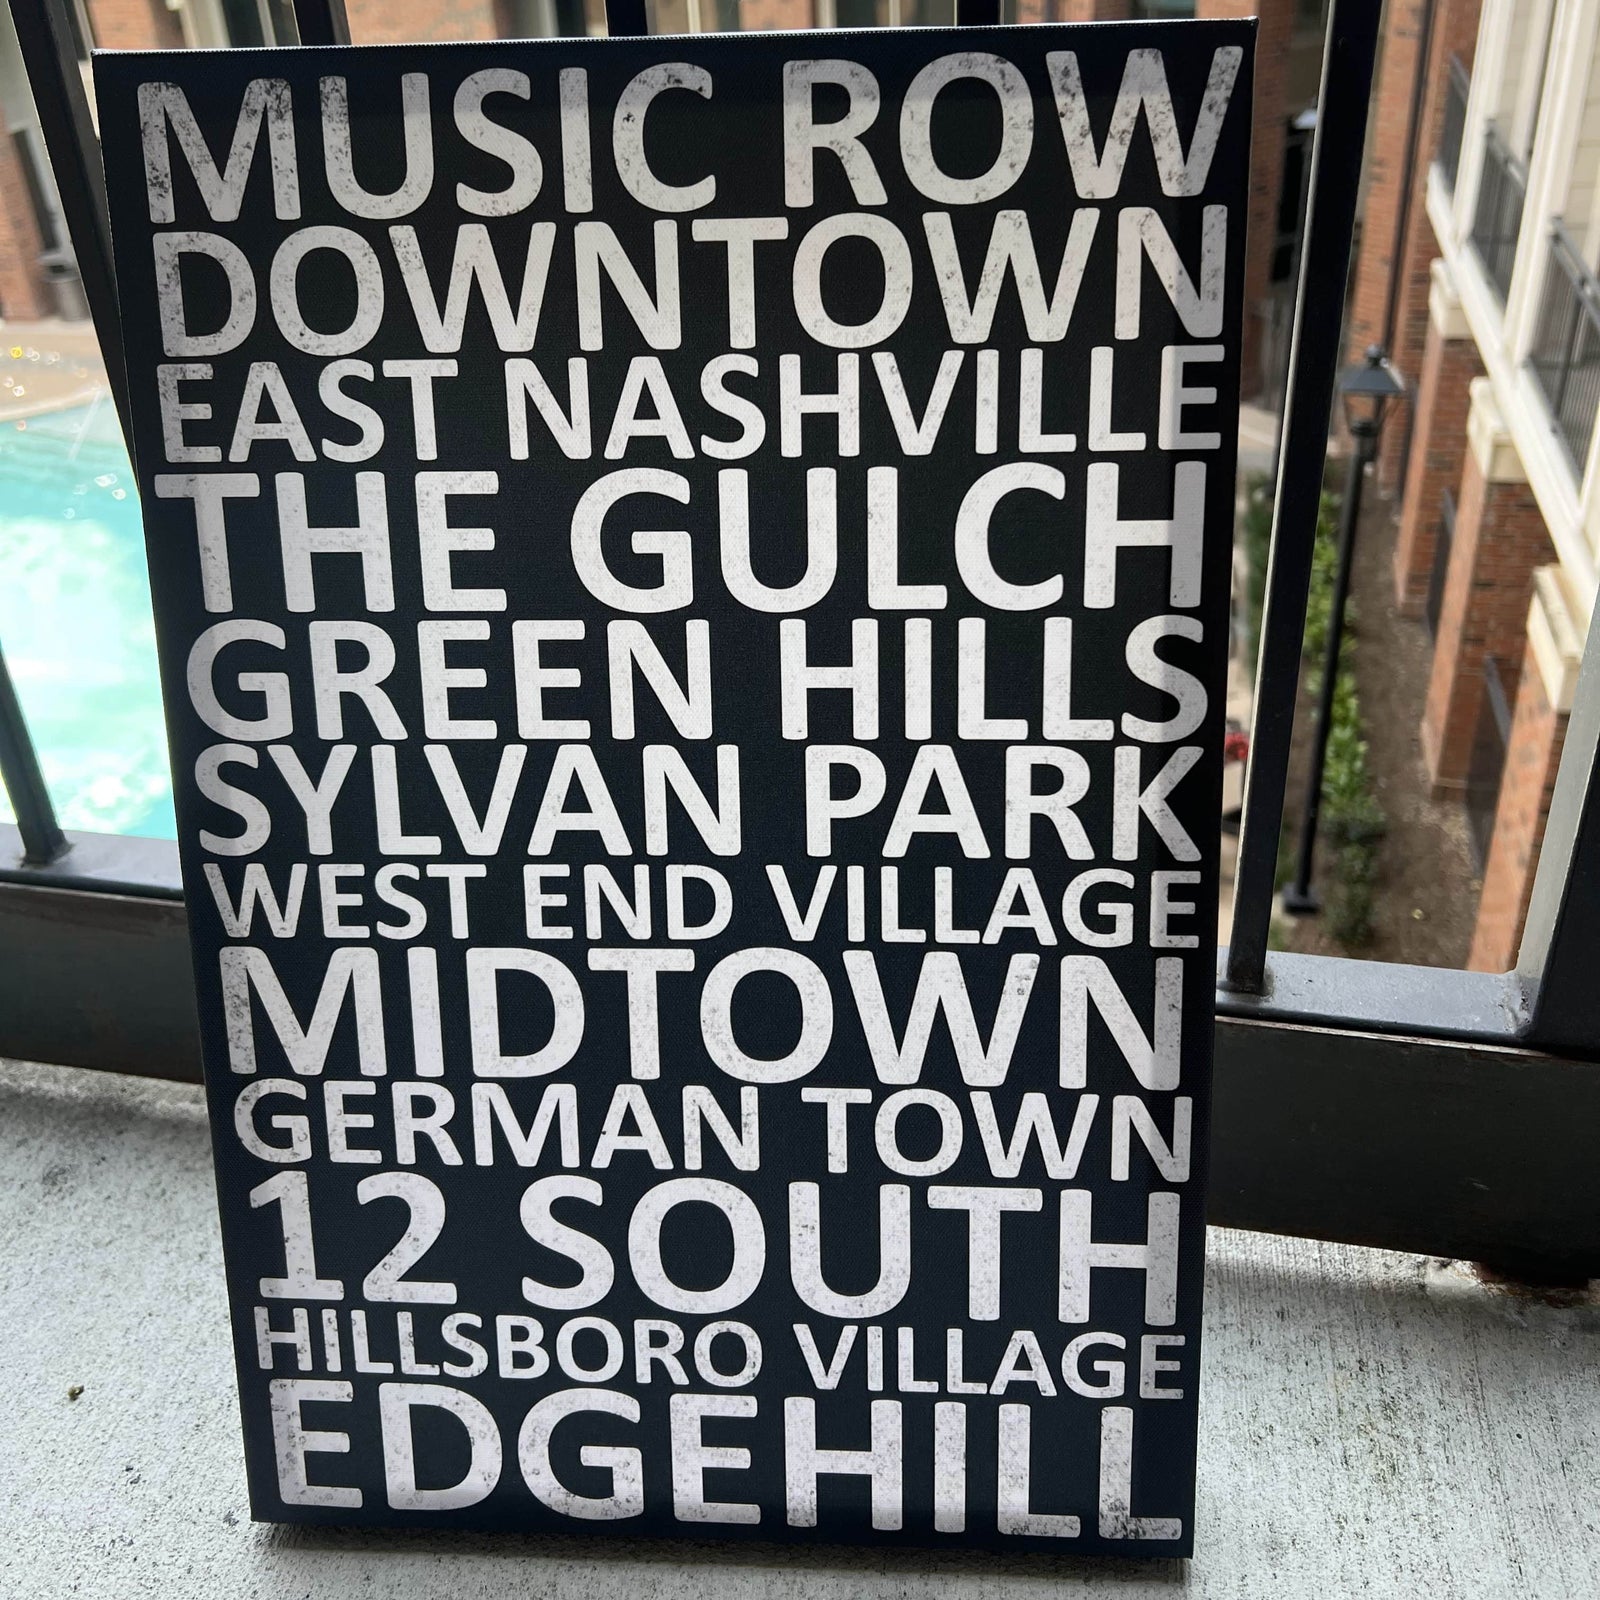 MUSIC ROW
DOWNTOWN
EAST NASHVILLE
THE GULCH
GREEN HILLS
SYLVAN PARK
WEST END VILLAGE
MIDTOWN
GERMAN TOWN
12 SOUTH
HILLSBORO VILLAGE
EDGEHILL